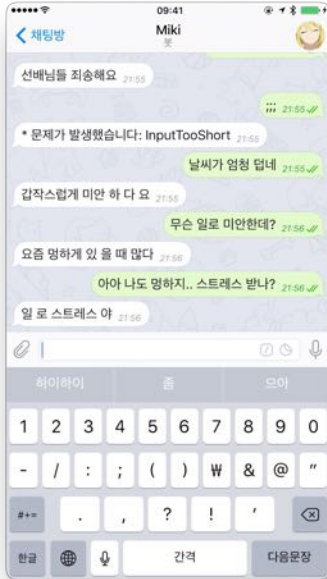 09:41
채팅방
Miki
봇
선배님들 죄송해요 21:55
;;; 21:55
* 문제가 발생했습니다: InputTooShort 21:55
날씨가 엄청 덥네 21:55
갑작스럽게 미안 하 다 요 21:55
무슨 일로 미안한데? 21:56
요즘 멍하게 있 을 때 많다 21:56
아아 나도 멍하지.. 스트레스 받나? 21:56
일 로 스트레스 야 21:56
하이하이 좀 으아
1 2 3 4 5 6 7 8 9 0
- / : ; ( ) ₩ & @ "
#+= . , ? ! '
한글 간격 다음문장